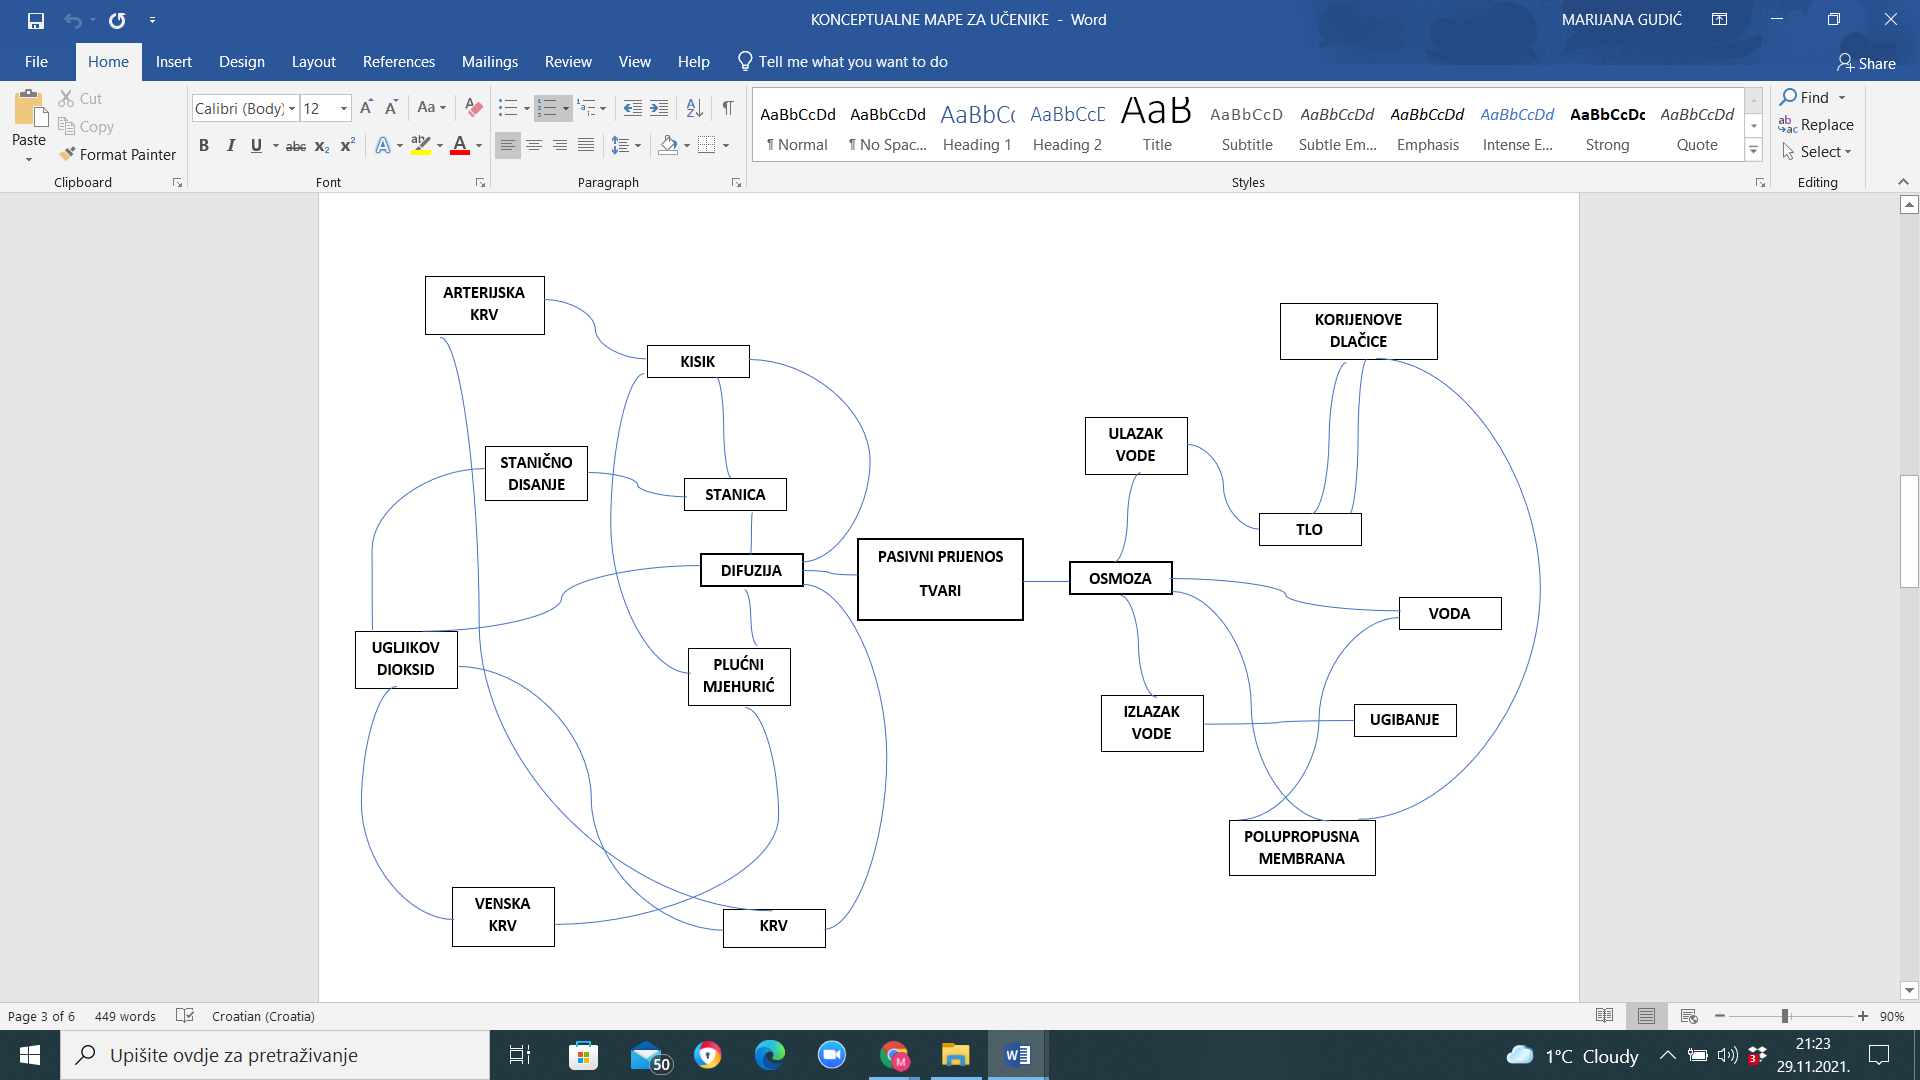 KONCEPTUALNE MAPE ZA UČENIKE - Word
MARIJANA GUDIĆ
File Home Insert Design Layout References Mailings Review View Help Tell me what you want to do
Share
Paste
Cut
Copy
Format Painter
Clipboard
Calibri (Body) 12
Font
Paragraph
AaBbCcDd AaBbCcDd AaBbCc AaBbCcD AaB AaBbCcD AaBbCcDd AaBbCcDd AaBbCcDd AaBbCcDc AaBbCcDd
¶ Normal ¶ No Spac... Heading 1 Heading 2 Title Subtitle Subtle Em... Emphasis Intense E... Strong Quote
Styles
Find
Replace
Select
Editing
ARTERIJSKA
KRV
KISIK
STANIČNO
DISANJE
STANICA
DIFUZIJA
UGLJIKOV
DIOKSID
PLUĆNI
MJEHURIĆ
VENSKA
KRV
KRV
PASIVNI PRIJENOS
TVARI
KORIJENOVE
DLAČICE
ULAZAK
VODE
TLO
OSMOZA
VODA
IZLAZAK
VODE
UGIBANJE
POLUPROPUSNA
MEMBRANA
Page 3 of 6 449 words Croatian (Croatia)
90%
Upišite ovdje za pretraživanje
50
M
1°C Cloudy
3
21:23
29.11.2021.